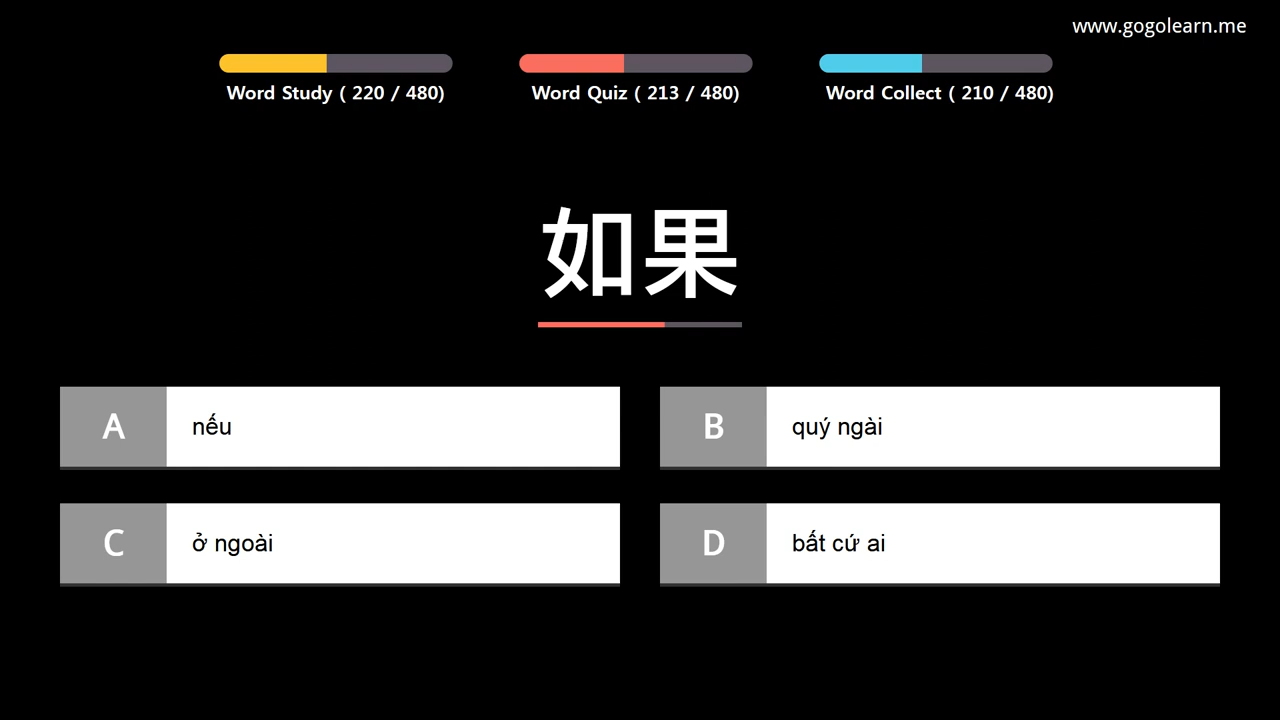 www.gogolearn.me
Word Study ( 220 / 480)
Word Quiz ( 213 / 480)
Word Collect ( 210 / 480)
如果
A nếu
B quý ngài
C ở ngoài
D bất cứ ai